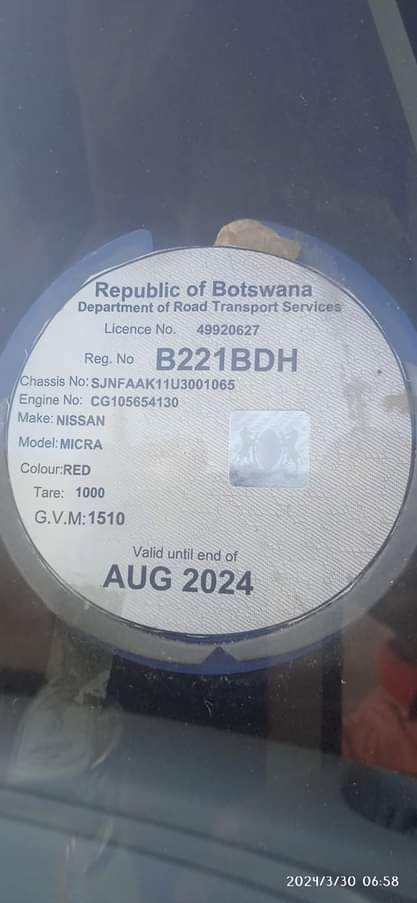 Republic of Botswana
Department of Road Transport Services
Licence No. 49920627
Reg. No B221BDH
Chassis No: SJNFAAK11U3001065
Engine No: CG105654130
Make: NISSAN
Model: MICRA
Colour:RED
Tare: 1000
G.V.M:1510
Valid until end of
AUG 2024
2024/3/30 06:58